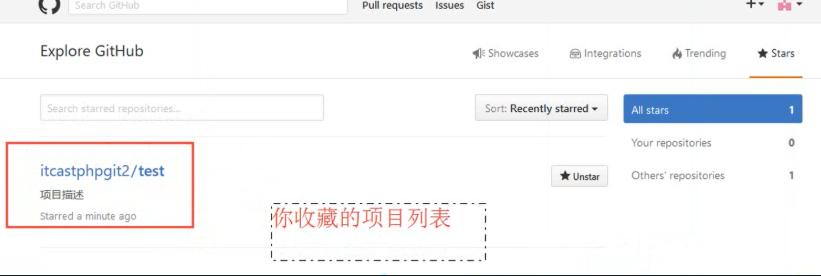 Search GitHub
Pull requests Issues Gist
Explore GitHub
Showcases Integrations Trending Stars
Search starred repositories...
Sort: Recently starred
All stars 1
Your repositories 0
Others' repositories 1
itcastphpgit2/test
Unstar
项目描述
Starred a minute ago
你收藏的项目列表